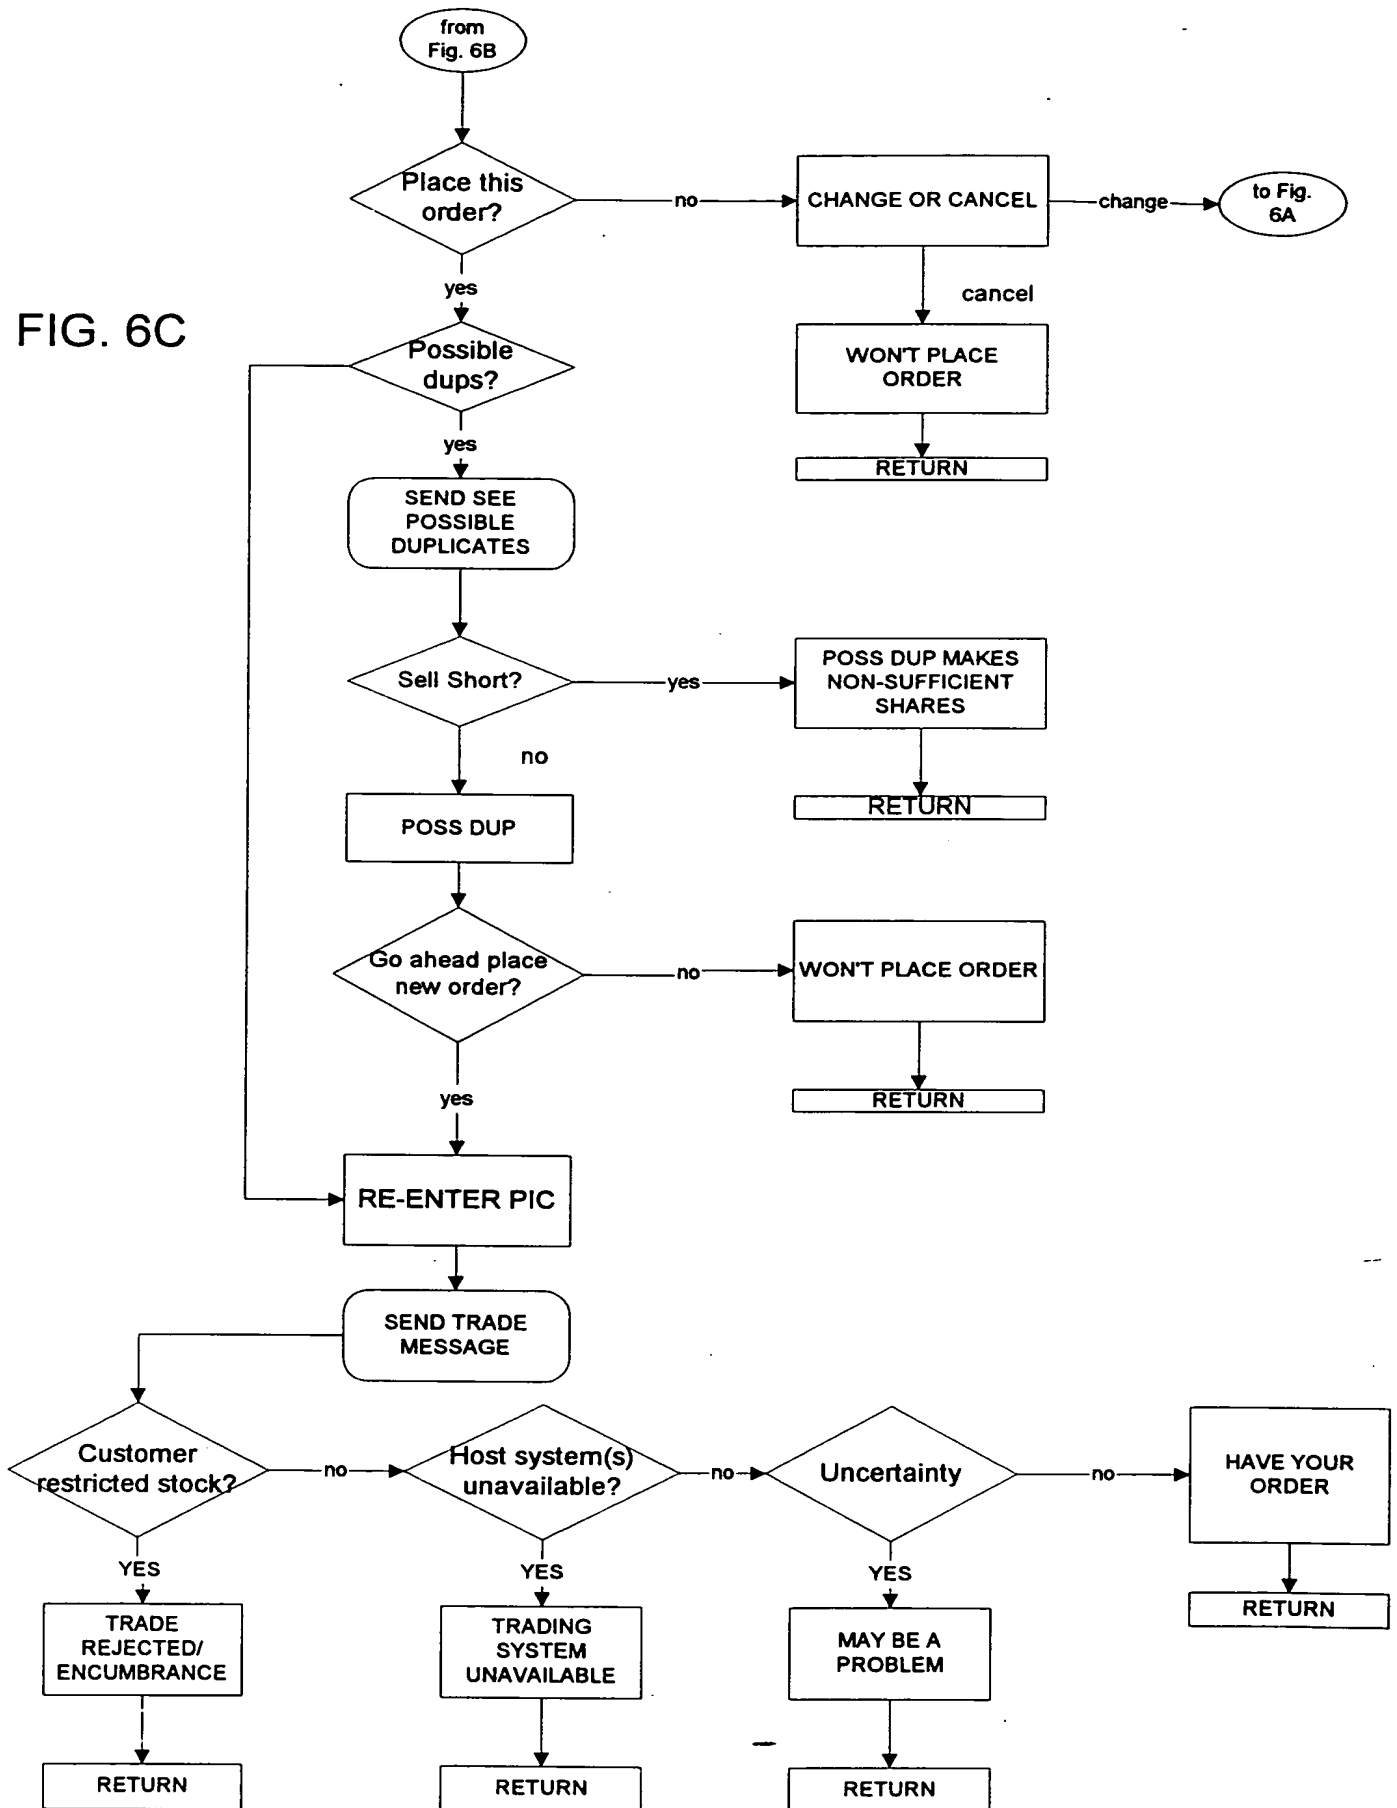 from
Fig. 6B
Place this
order?
no
CHANGE OR CANCEL
change
to Fig.
6A
yes
cancel
FIG. 6C
Possible
dups?
WON'T PLACE
ORDER
yes
RETURN
SEND SEE
POSSIBLE
DUPLICATES
Sell Short?
yes
POSS DUP MAKES
NON-SUFFICIENT
SHARES
no
RETURN
POSS DUP
Go ahead place
new order?
no
WON'T PLACE ORDER
yes
RETURN
RE-ENTER PIC
SEND TRADE
MESSAGE
Customer
restricted stock?
no
Host system(s)
unavailable?
no
Uncertainty
no
HAVE YOUR
ORDER
YES
YES
YES
RETURN
TRADE
REJECTED/
ENCUMBRANCE
TRADING
SYSTEM
UNAVAILABLE
MAY BE A
PROBLEM
RETURN
RETURN
RETURN